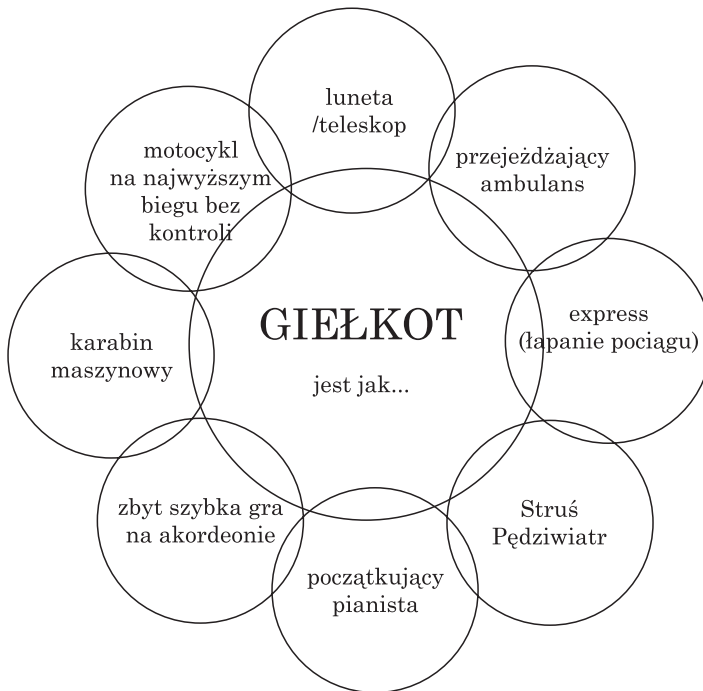 luneta
/teleskop
przejeżdżający
ambulans
express
(łapanie pociągu)
Struś
Pędziwiatr
początkujący
pianista
zbyt szybka gra
na akordeonie
karabin
maszynowy
motocykl
na najwyższym
biegu bez
kontroli
GIEŁKOT
jest jak...